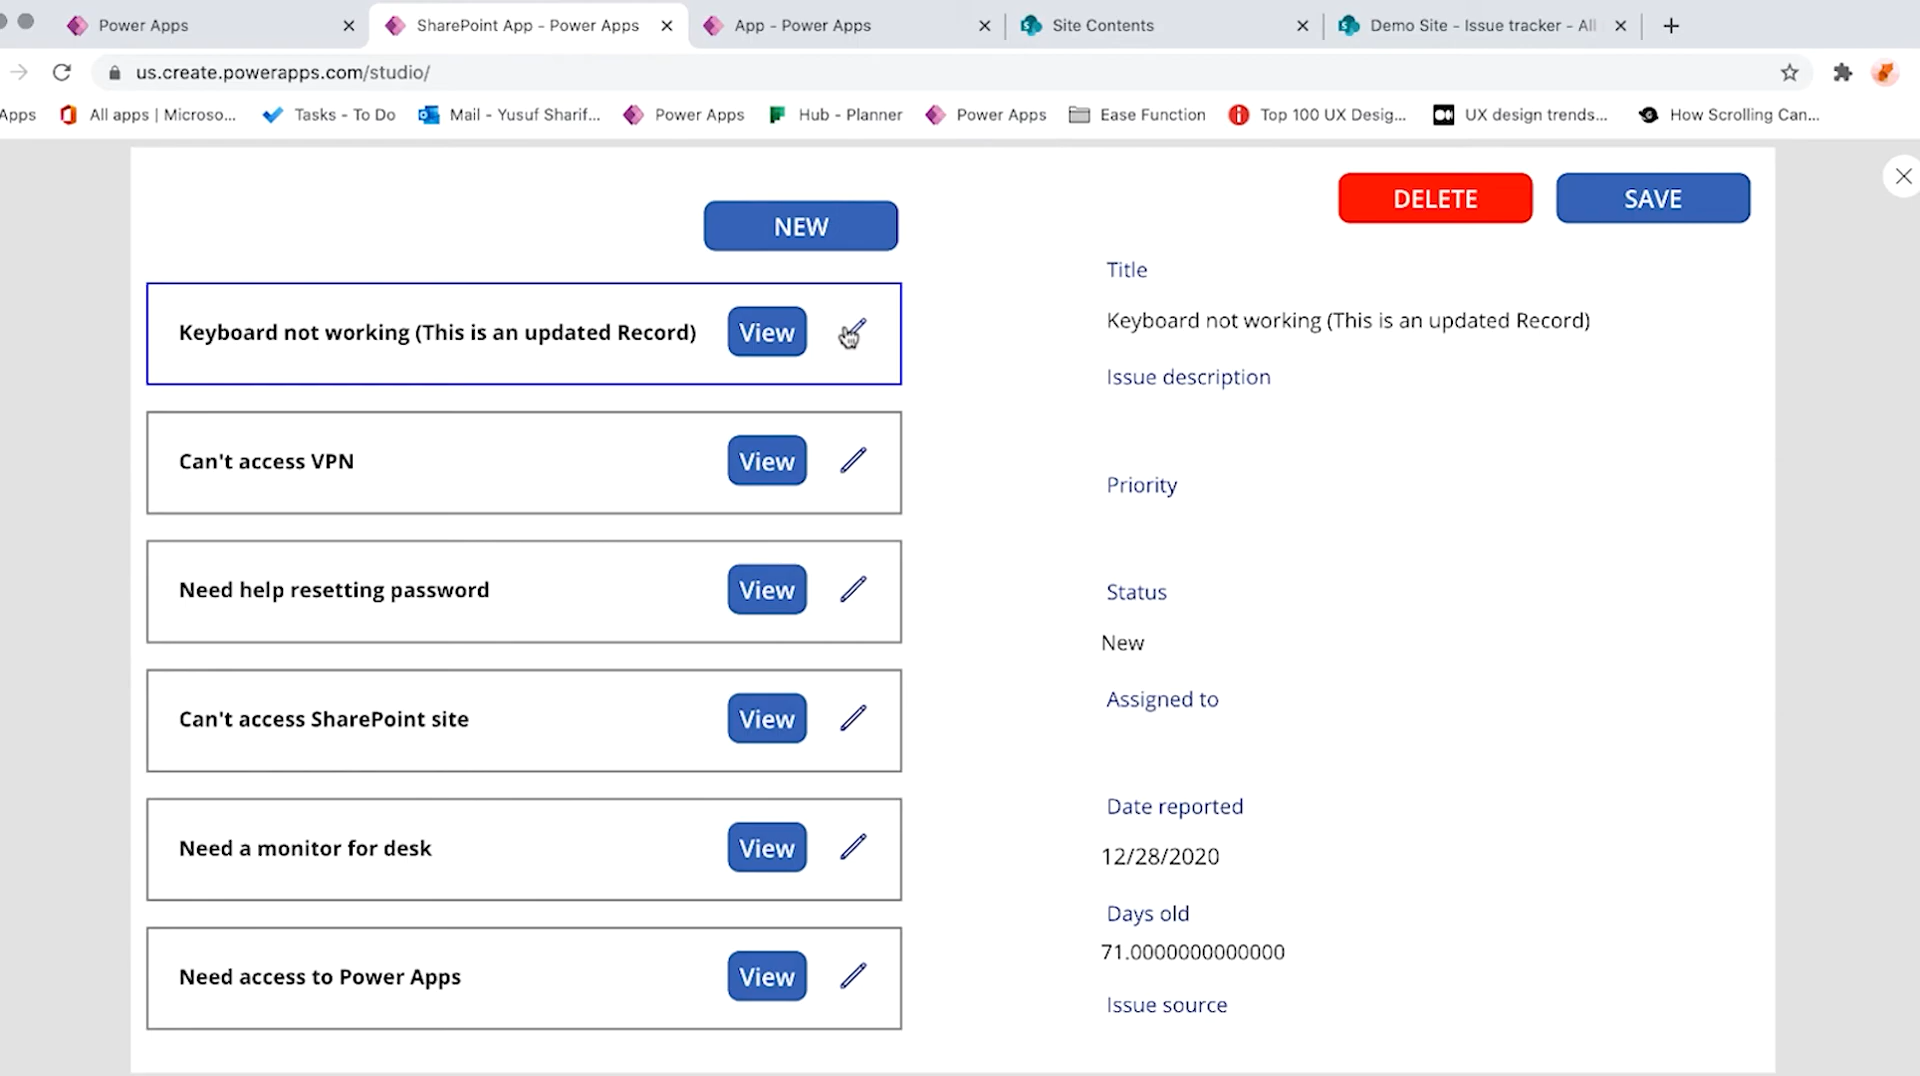 Power Apps
SharePoint App - Power Apps
App - Power Apps
Site Contents
Demo Site - Issue tracker - All
us.create.powerapps.com/studio/
Apps
All apps | Microso...
Tasks - To Do
Mail - Yusuf Sharif...
Power Apps
Hub - Planner
Power Apps
Ease Function
Top 100 UX Desig...
UX design trends...
How Scrolling Can...
NEW
DELETE
SAVE
Keyboard not working (This is an updated Record)
View
Can't access VPN
View
Need help resetting password
View
Can't access SharePoint site
View
Need a monitor for desk
View
Need access to Power Apps
View
Title
Keyboard not working (This is an updated Record)
Issue description
Priority
Status
New
Assigned to
Date reported
12/28/2020
Days old
71.0000000000000
Issue source